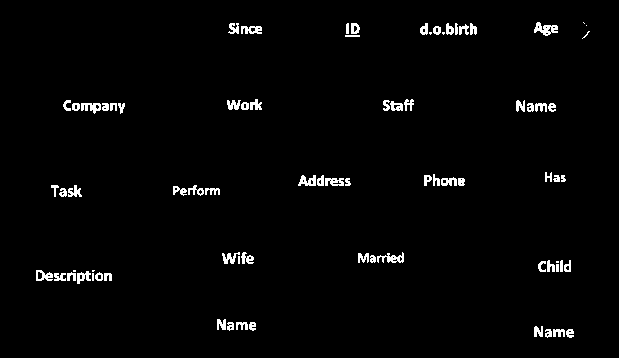 Since ID d.o.birth Age
Company Work Staff Name
Task Perform Address Phone Has
Description Wife Married Child
Name Name